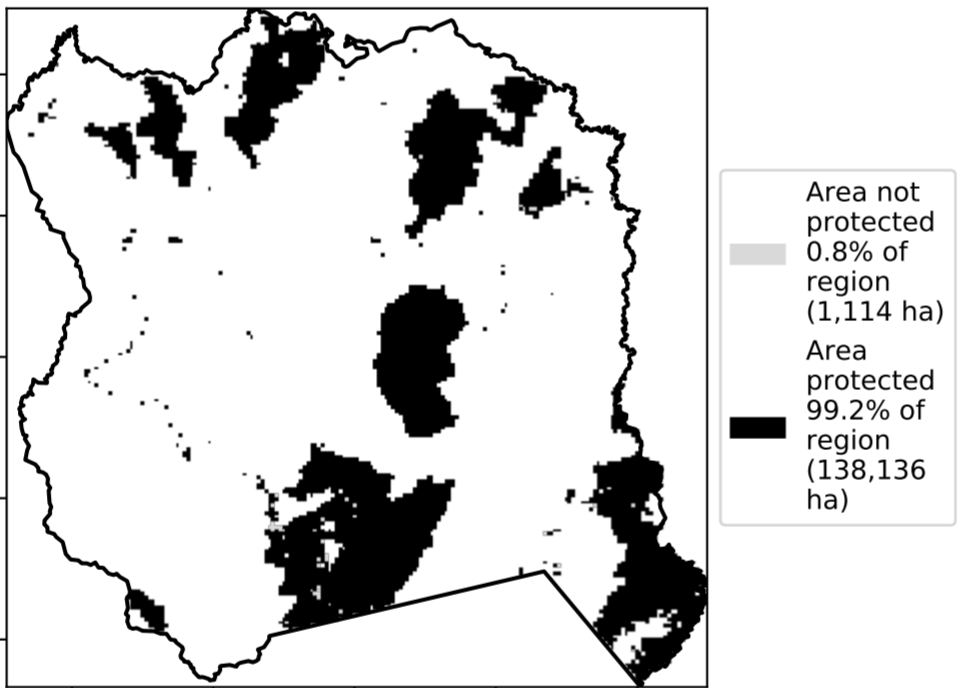 Area not
protected
0.8% of
region
(1,114 ha)
Area
protected
99.2% of
region
(138,136
ha)